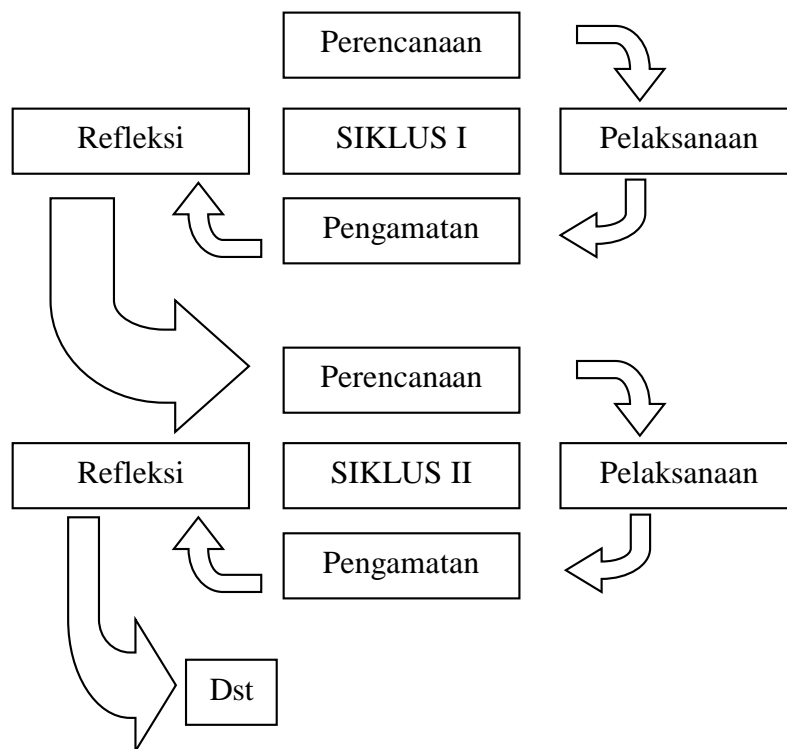 Perencanaan
Refleksi
SIKLUS I
Pelaksanaan
Pengamatan
Perencanaan
Refleksi
SIKLUS II
Pelaksanaan
Pengamatan
Dst